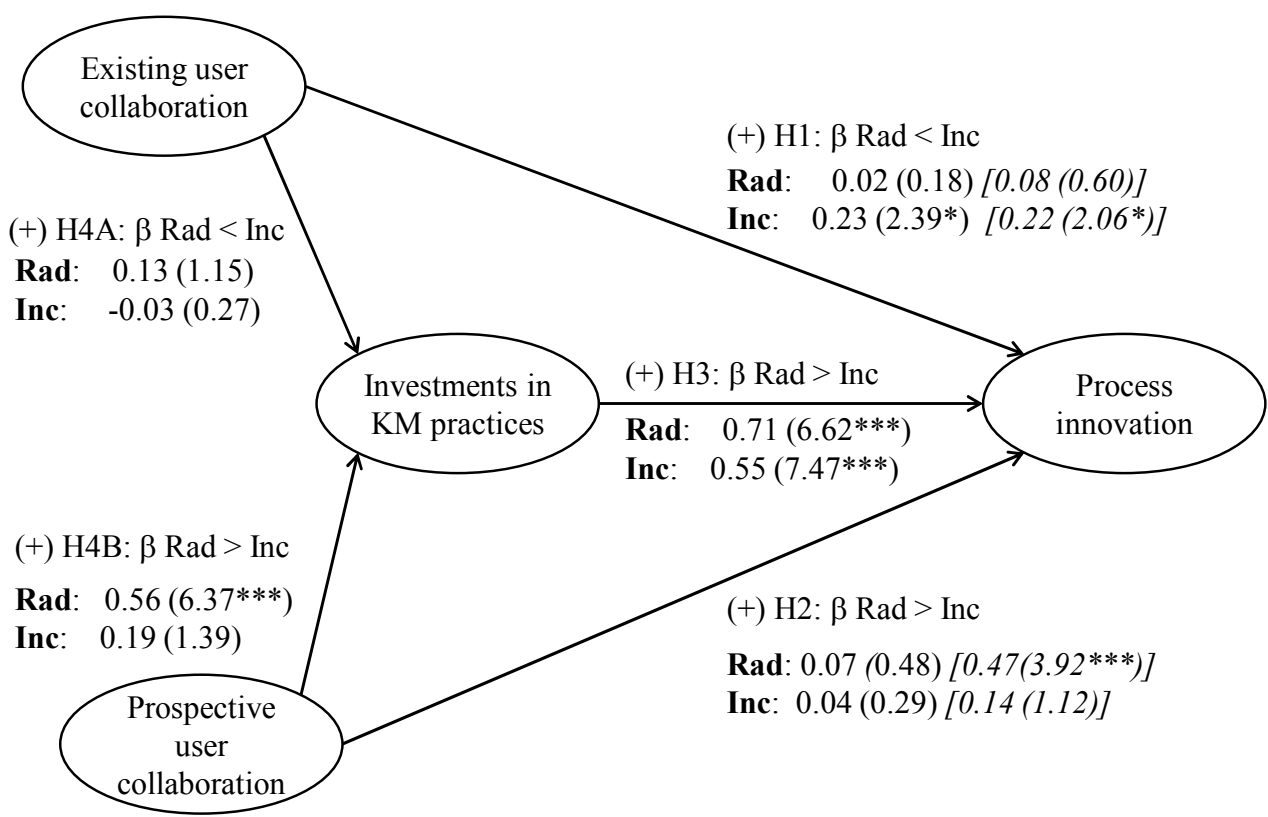 Existing user
collaboration
(+) H1: β Rad < Inc
Rad: 0.02 (0.18) [0.08 (0.60)]
Inc: 0.23 (2.39*) [0.22 (2.06*)]
(+) H4A: β Rad < Inc
Rad: 0.13 (1.15)
Inc: -0.03 (0.27)
Investments in
KM practices
(+) H3: β Rad > Inc
Rad: 0.71 (6.62***)
Inc: 0.55 (7.47***)
Process
innovation
(+) H4B: β Rad > Inc
Rad: 0.56 (6.37***)
Inc: 0.19 (1.39)
(+) H2: β Rad > Inc
Rad: 0.07 (0.48) [0.47(3.92***)]
Inc: 0.04 (0.29) [0.14 (1.12)]
Prospective
user
collaboration